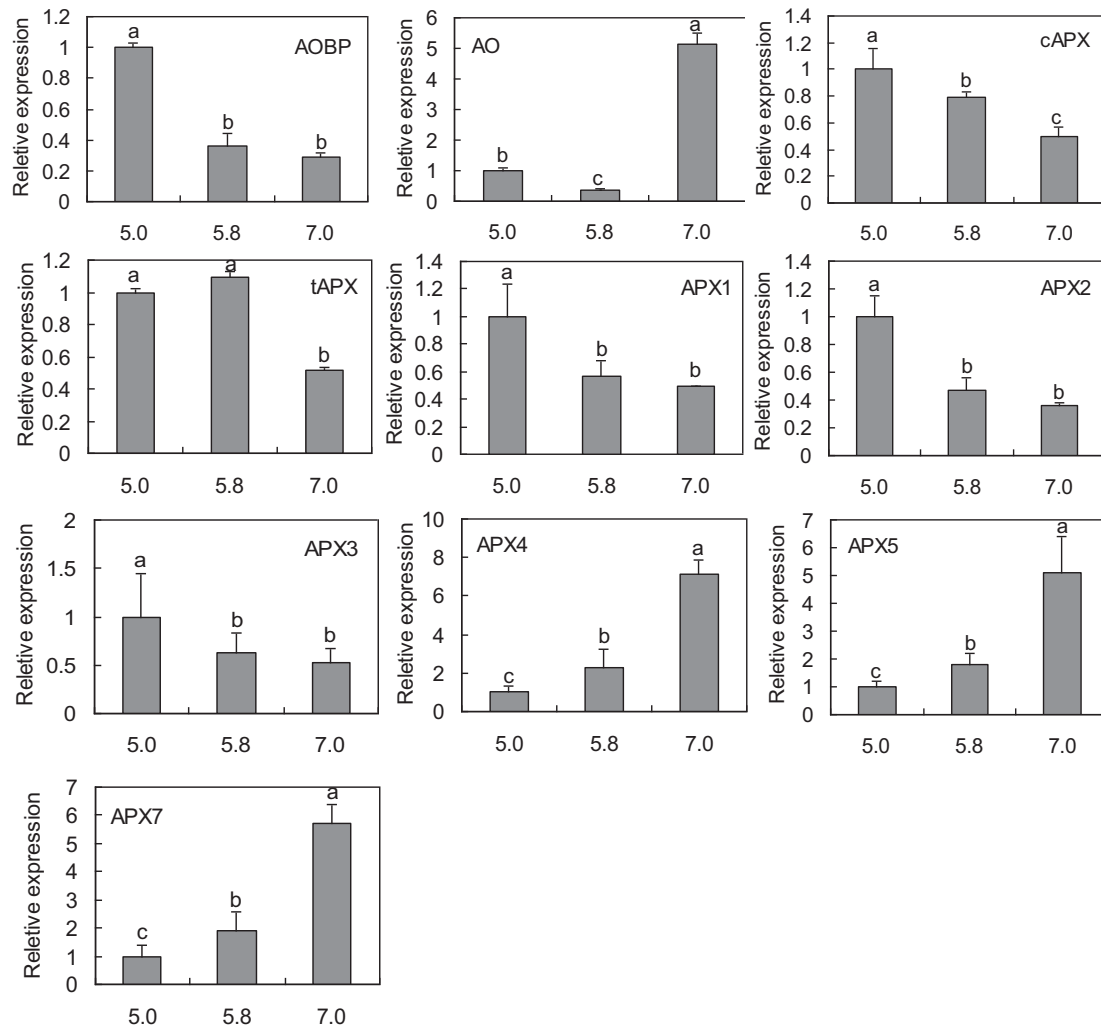 Reletive expression
1.2
1
0.8
0.6
0.4
0.2
0
a
b
b
AOBP
5.0 5.8 7.0
Reletive expression
6
5
4
3
2
1
0
b
c
a
AO
5.0 5.8 7.0
Reletive expression
1.4
1.2
1
0.8
0.6
0.4
0.2
0
a
b
c
cAPX
5.0 5.8 7.0
Reletive expression
1.2
1
0.8
0.6
0.4
0.2
0
a
a
b
tAPX
5.0 5.8 7.0
Reletive expression
1.4
1.2
1
0.8
0.6
0.4
0.2
0
a
b
b
APX1
5.0 5.8 7.0
Reletive expression
1.4
1.2
1
0.8
0.6
0.4
0.2
0
a
b
b
APX2
5.0 5.8 7.0
Reletive expression
2
1.5
1
0.5
0
a
b
b
APX3
5.0 5.8 7.0
Reletive expression
10
8
6
4
2
0
c
b
a
APX4
5.0 5.8 7.0
Reletive expression
7
6
5
4
3
2
1
0
c
b
a
APX5
5.0 5.8 7.0
Reletive expression
7
6
5
4
3
2
1
0
c
b
a
APX7
5.0 5.8 7.0